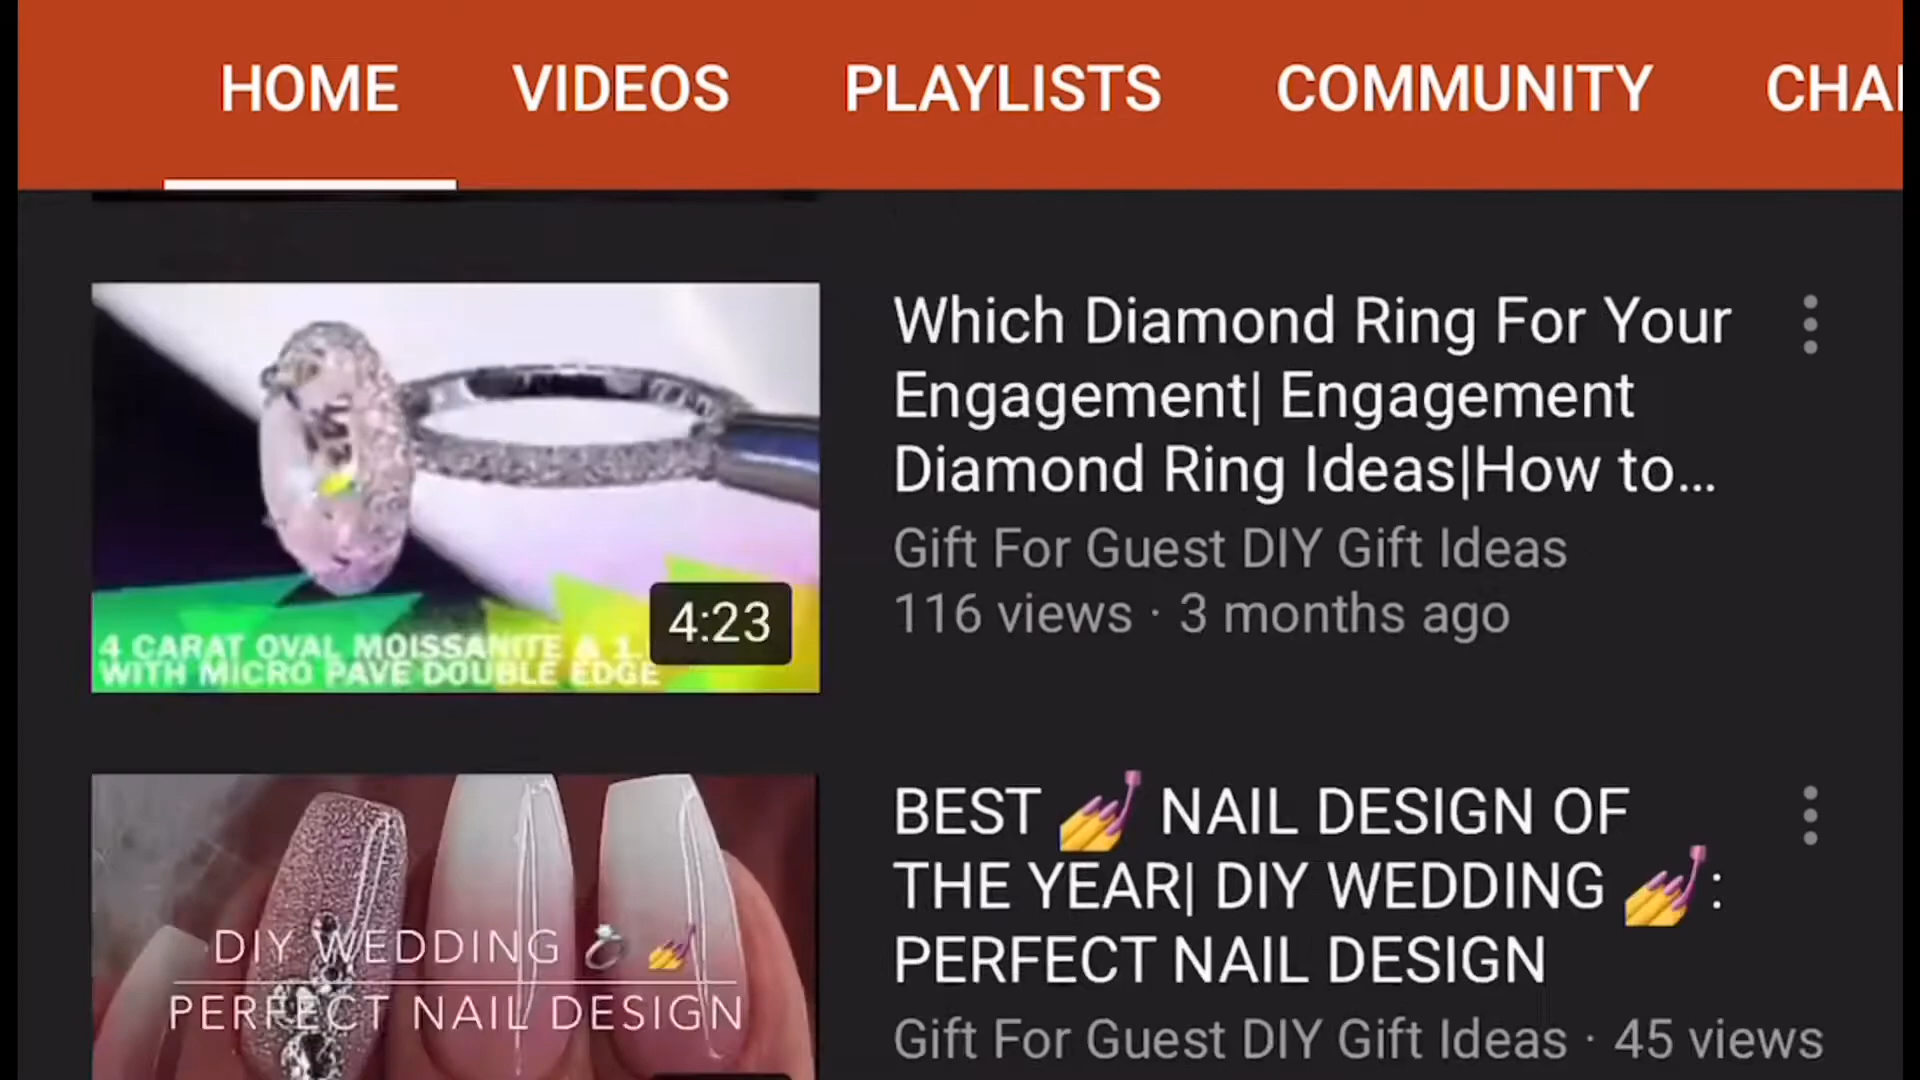 HOME VIDEOS PLAYLISTS COMMUNITY CHA
Which Diamond Ring For Your
Engagement| Engagement
Diamond Ring Ideas|How to...
Gift For Guest DIY Gift Ideas
116 views · 3 months ago
4:23
4 CARAT OVAL MOISSANITE & 1.
WITH MICRO PAVE DOUBLE EDGE
BEST 💅 NAIL DESIGN OF
THE YEAR| DIY WEDDING 💅:
PERFECT NAIL DESIGN
Gift For Guest DIY Gift Ideas · 45 views
DIY WEDDING 💍 💅
PERFECT NAIL DESIGN